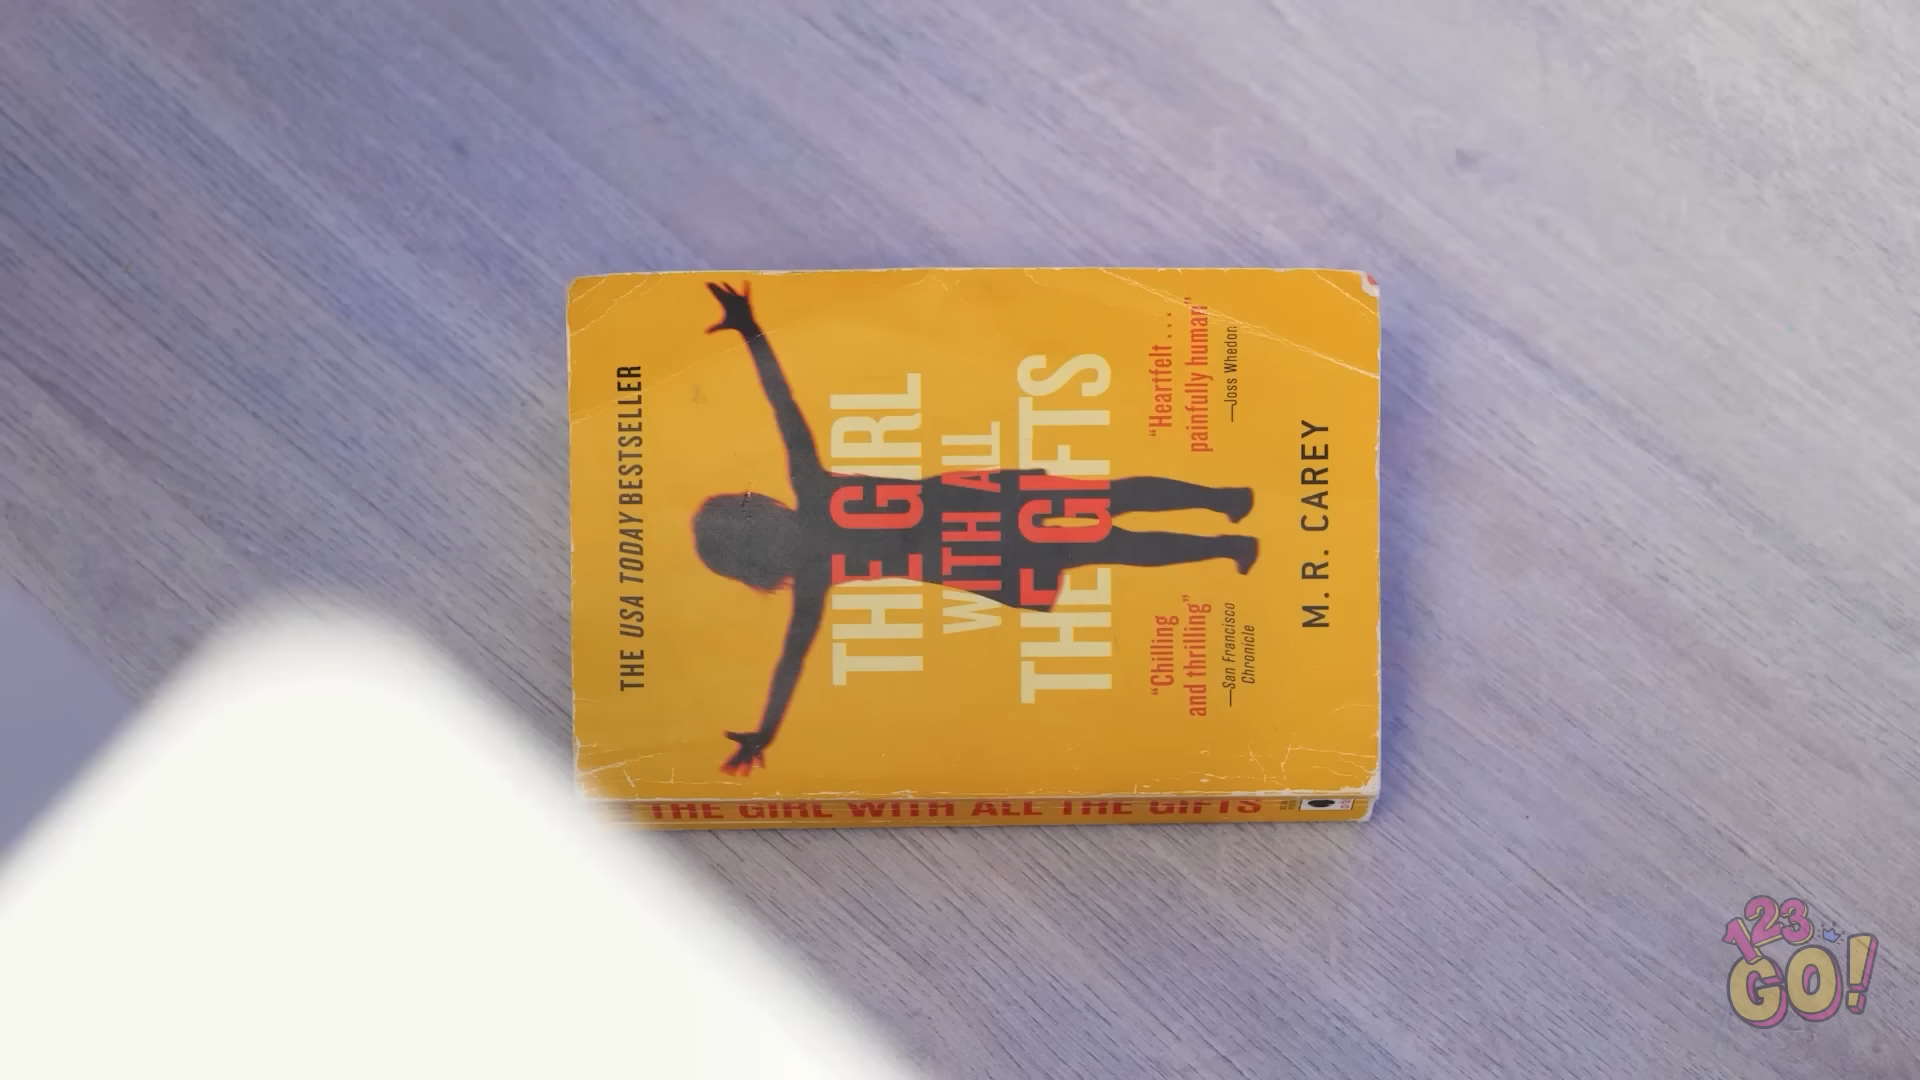 THE USA TODAY BESTSELLER
THE GIRL
WITH ALL
THE GIFTS
"Chilling
and thrilling"
—San Francisco
Chronicle
"Heartfelt . . .
painfully human"
—Joss Whedon
M. R. CAREY
THE GIRL WITH ALL THE GIFTS
123
GO!